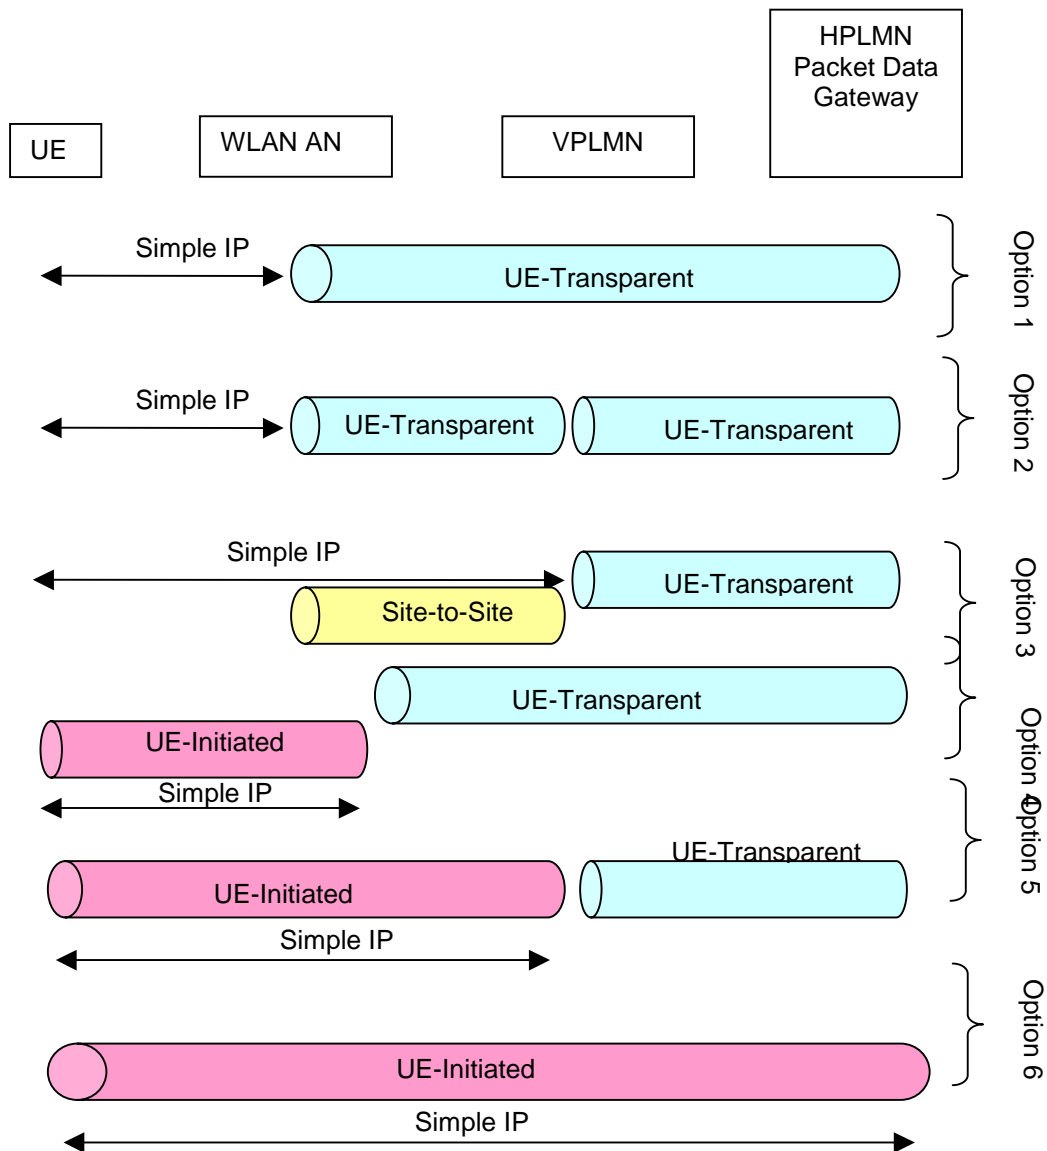 HPLMN
Packet Data
Gateway
UE
WLAN AN
VPLMN
Simple IP
UE-Transparent
Option 1
Simple IP
UE-Transparent
UE-Transparent
Option 2
Simple IP
UE-Transparent
Site-to-Site
Option 3
UE-Transparent
UE-Initiated
Simple IP
Option 4
UE-Transparent
UE-Initiated
Simple IP
Option 5
UE-Initiated
Simple IP
Option 6